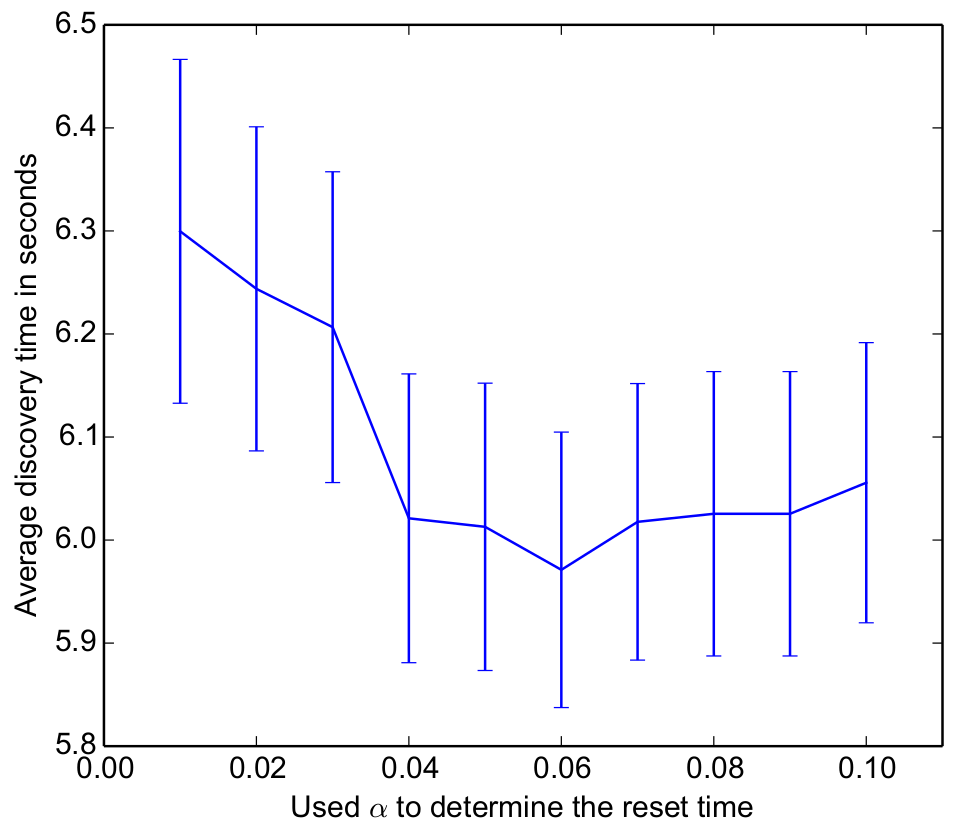 6.5
6.4
6.3
6.2
6.1
6.0
5.9
5.8
Average discovery time in seconds
0.00 0.02 0.04 0.06 0.08 0.10
Used α to determine the reset time